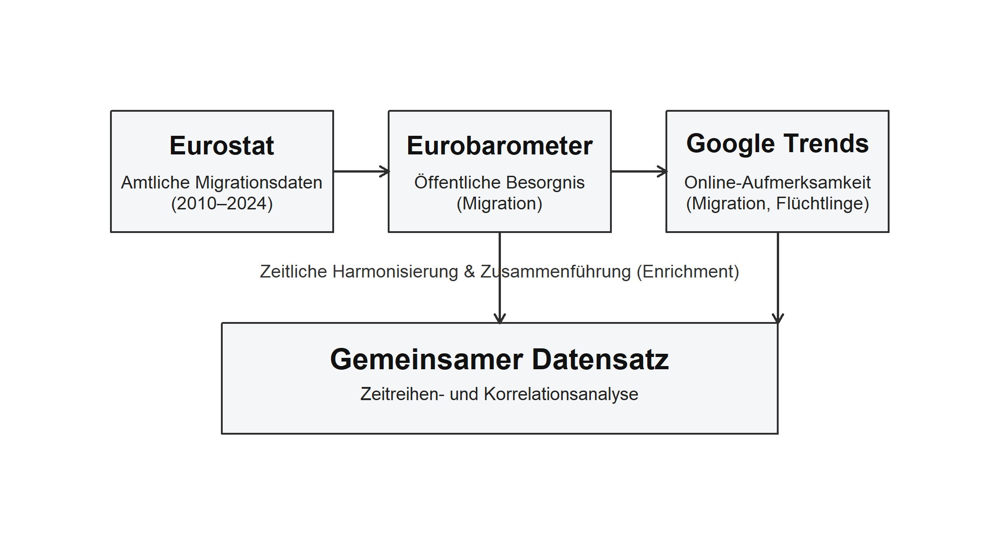 Eurostat
Amtliche Migrationsdaten
(2010–2024)
Eurobarometer
Öffentliche Besorgnis
(Migration)
Google Trends
Online-Aufmerksamkeit
(Migration, Flüchtlinge)
Zeitliche Harmonisierung & Zusammenführung (Enrichment)
Gemeinsamer Datensatz
Zeitreihen- und Korrelationsanalyse